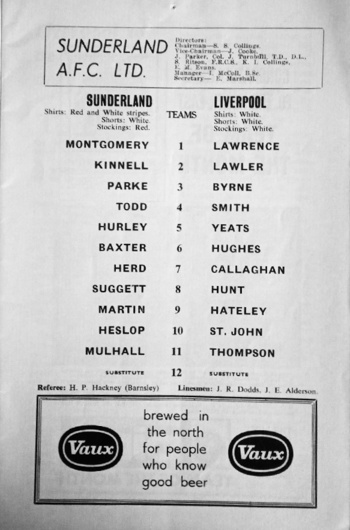 SUNDERLAND
A.F.C. LTD.
Directors:
Chairman—S. S. Collings.
Vice-Chairman—J. Cooke.
J. Parker, Col. J. Turnbull, T.D., D.L.,
S. Ritson, F.R.C.S., K. I. Collings,
E. M. Evans.
Manager—I. McColl, B.Sc.
Secretary— E. Marshall.
SUNDERLAND
Shirts: Red and White stripes.
Shorts: White.
Stockings: Red.
TEAMS
LIVERPOOL
Shirts: White.
Shorts: White.
Stockings: White.
MONTGOMERY 1 LAWRENCE
KINNELL 2 LAWLER
PARKE 3 BYRNE
TODD 4 SMITH
HURLEY 5 YEATS
BAXTER 6 HUGHES
HERD 7 CALLAGHAN
SUGGETT 8 HUNT
MARTIN 9 HATELEY
HESLOP 10 ST. JOHN
MULHALL 11 THOMPSON
SUBSTITUTE 12 SUBSTITUTE
Referee: H. P. Hackney (Barnsley) Linesmen: J. R. Dodds, J. E. Alderson.
brewed in
the north
for people
who know
good beer
Vaux
Vaux